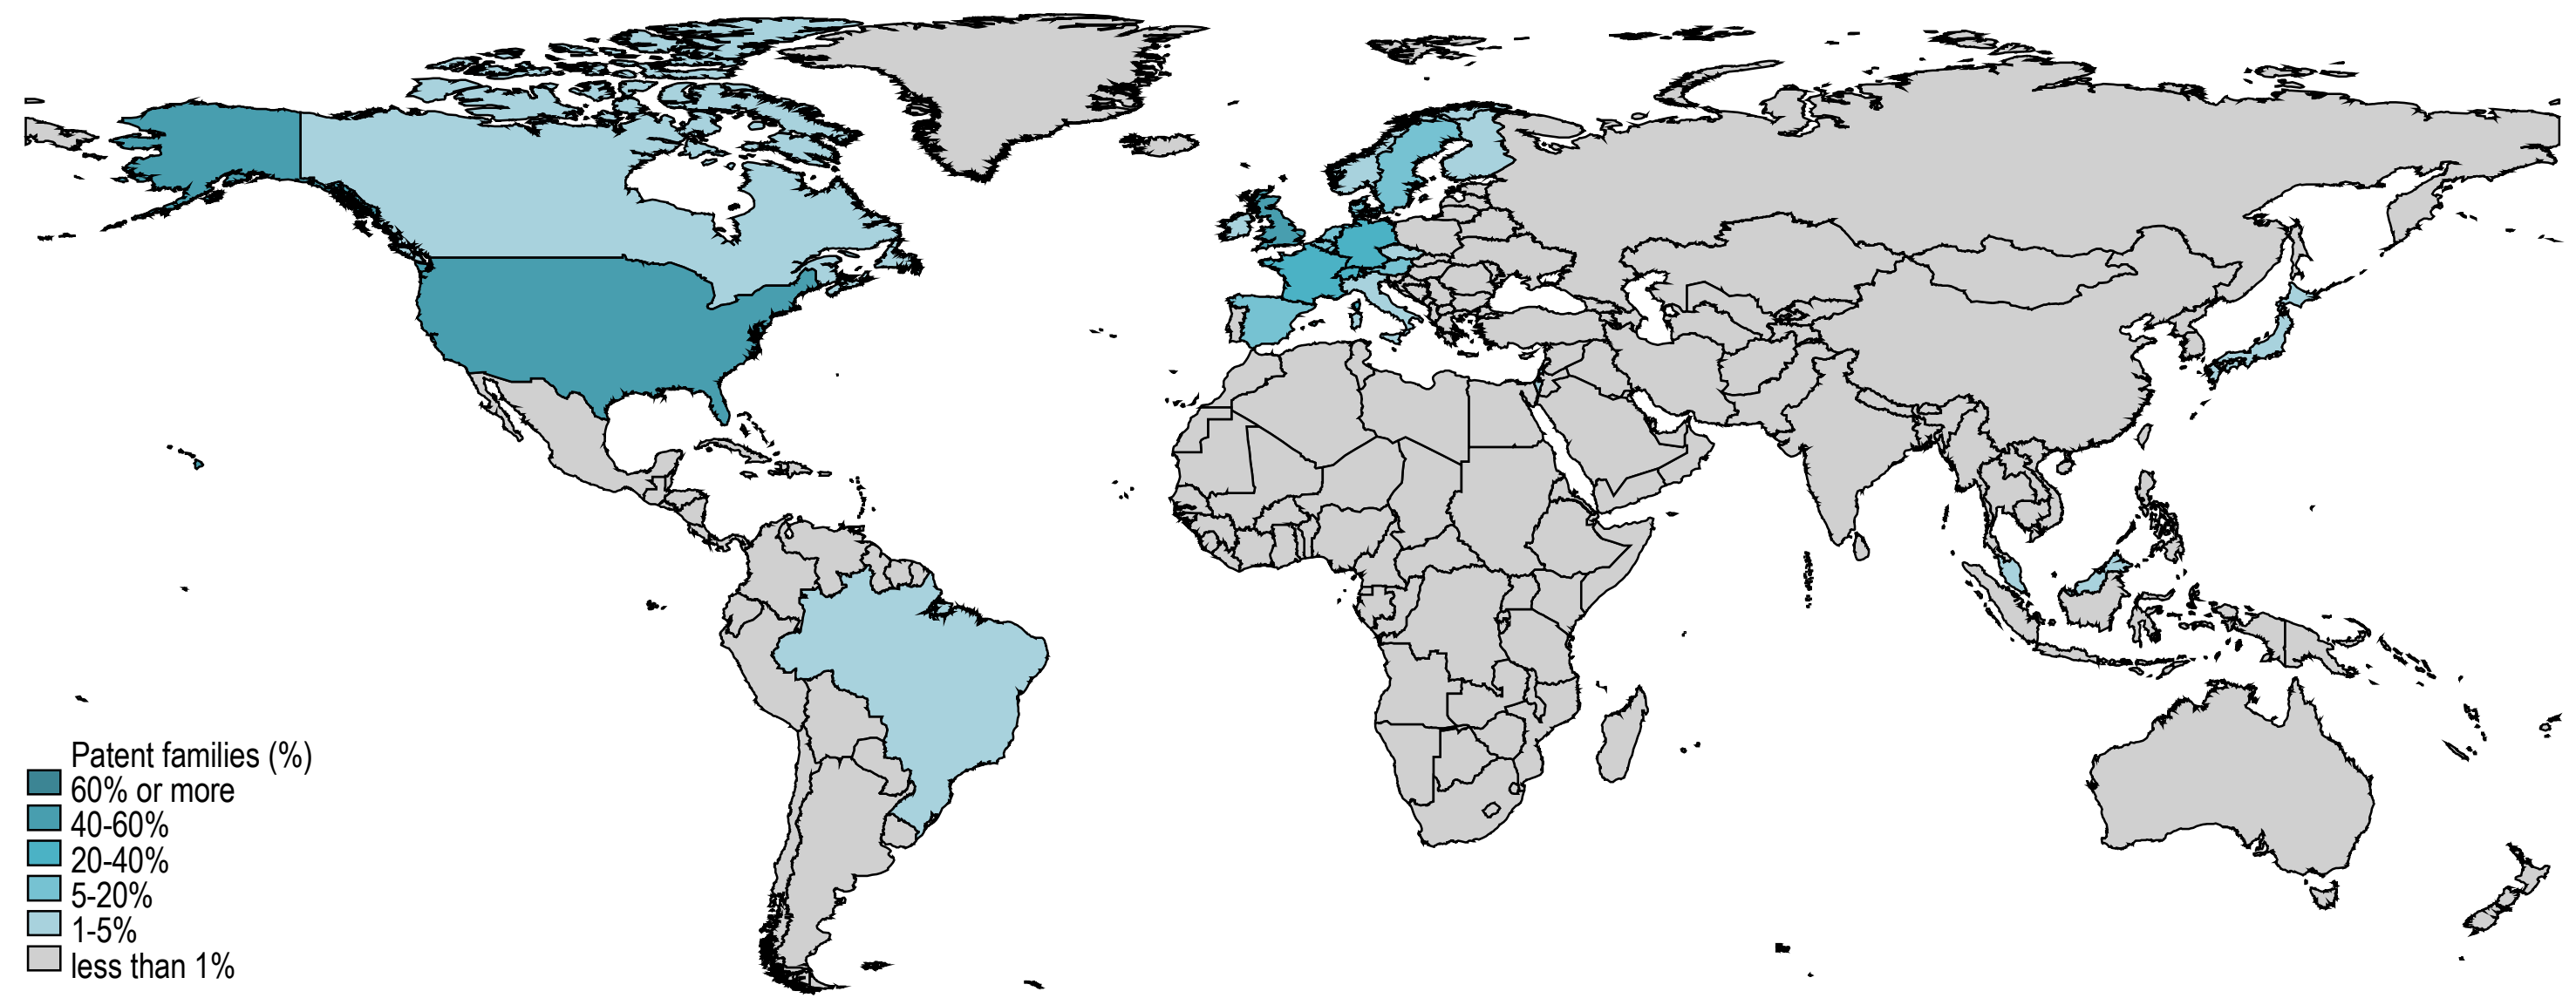 Patent families (%)
60% or more
40-60%
20-40%
5-20%
1-5%
less than 1%